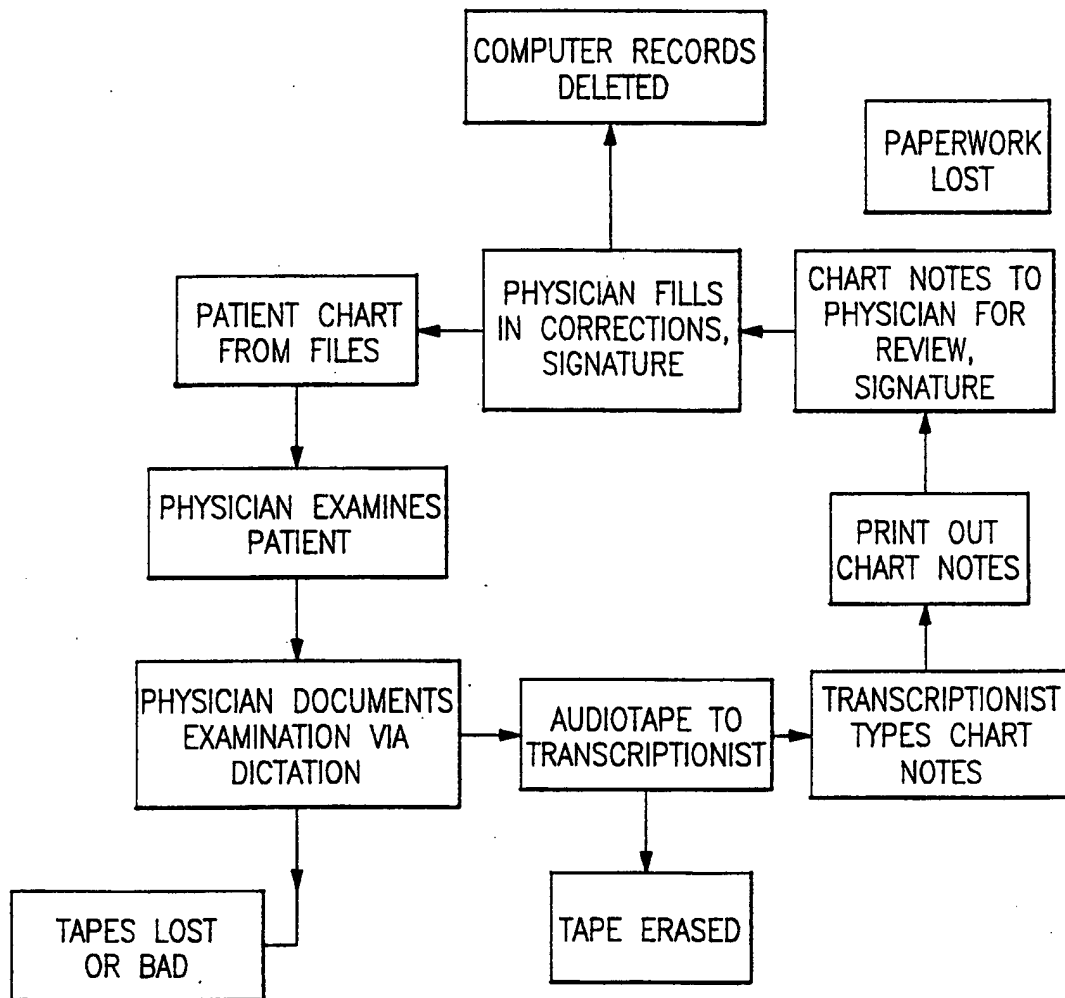 COMPUTER RECORDS
DELETED
PAPERWORK
LOST
PATIENT CHART
FROM FILES
PHYSICIAN FILLS
IN CORRECTIONS,
SIGNATURE
CHART NOTES TO
PHYSICIAN FOR
REVIEW,
SIGNATURE
PHYSICIAN EXAMINES
PATIENT
PRINT OUT
CHART NOTES
PHYSICIAN DOCUMENTS
EXAMINATION VIA
DICTATION
AUDIOTAPE TO
TRANSCRIPTIONIST
TRANSCRIPTIONIST
TYPES CHART
NOTES
TAPES LOST
OR BAD
TAPE ERASED